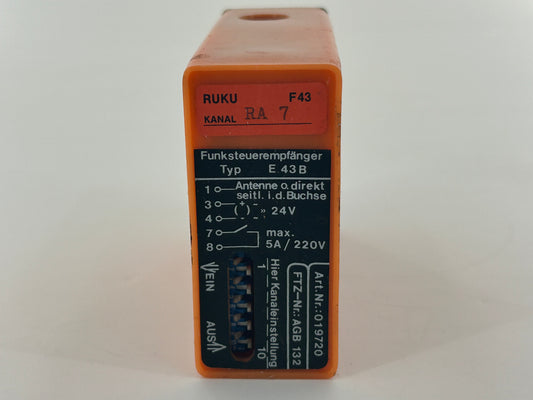 RUKU F43
KANAL RA 7
Funksteuerempfänger
Typ E 43 B
1 Antenne o. direkt
seitl. i.d. Buchse
3 (+) -
4 ( ) - » 24V
7 max.
8 5A / 220V
EIN
AUS
1
10
Hier Kanaleinstellung
FTZ-Nr.: AGB 132
Art.Nr.: 019720